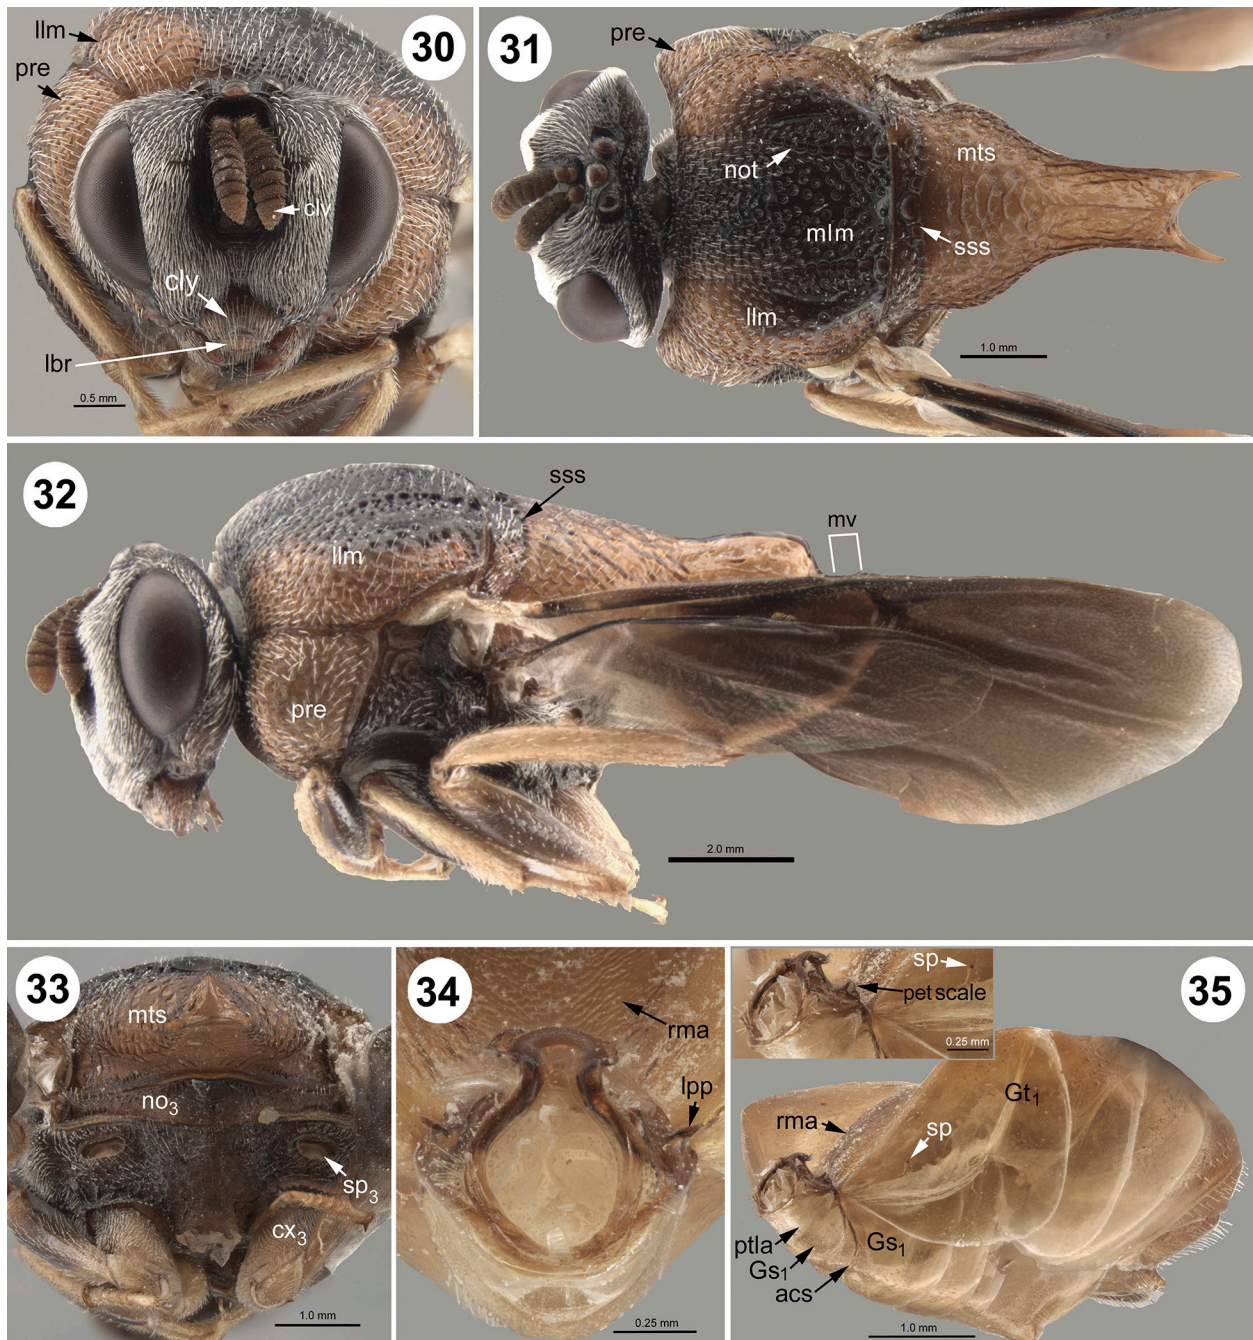 30
llm
pre
clv
cly
lbr
0.5 mm
31
pre
not
mts
mlm
sss
llm
1.0 mm
32
sss
mv
llm
pre
2.0 mm
33
mts
no3
sp3
cx3
1.0 mm
34
rma
lpp
0.25 mm
35
sp
pet scale
0.25 mm
Gt1
rma
sp
ptla
Gs1
Gs1
acs
1.0 mm